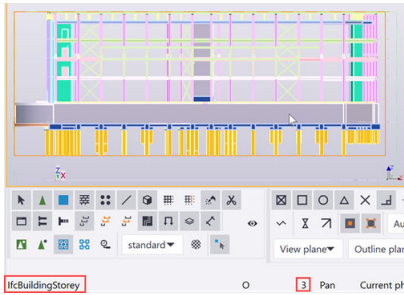 Z
X
Z
standard
Au
View plane
Outline plan
IfcBuildingStorey
O
3
Pan
Current ph